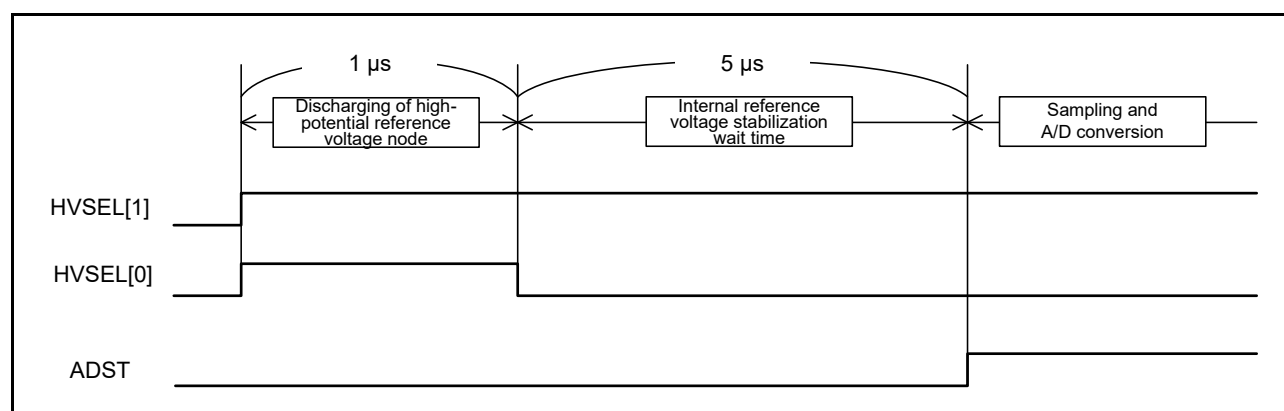 1 µs
5 µs
Discharging of high-
potential reference
voltage node
Internal reference
voltage stabilization
wait time
Sampling and
A/D conversion
HVSEL[1]
HVSEL[0]
ADST